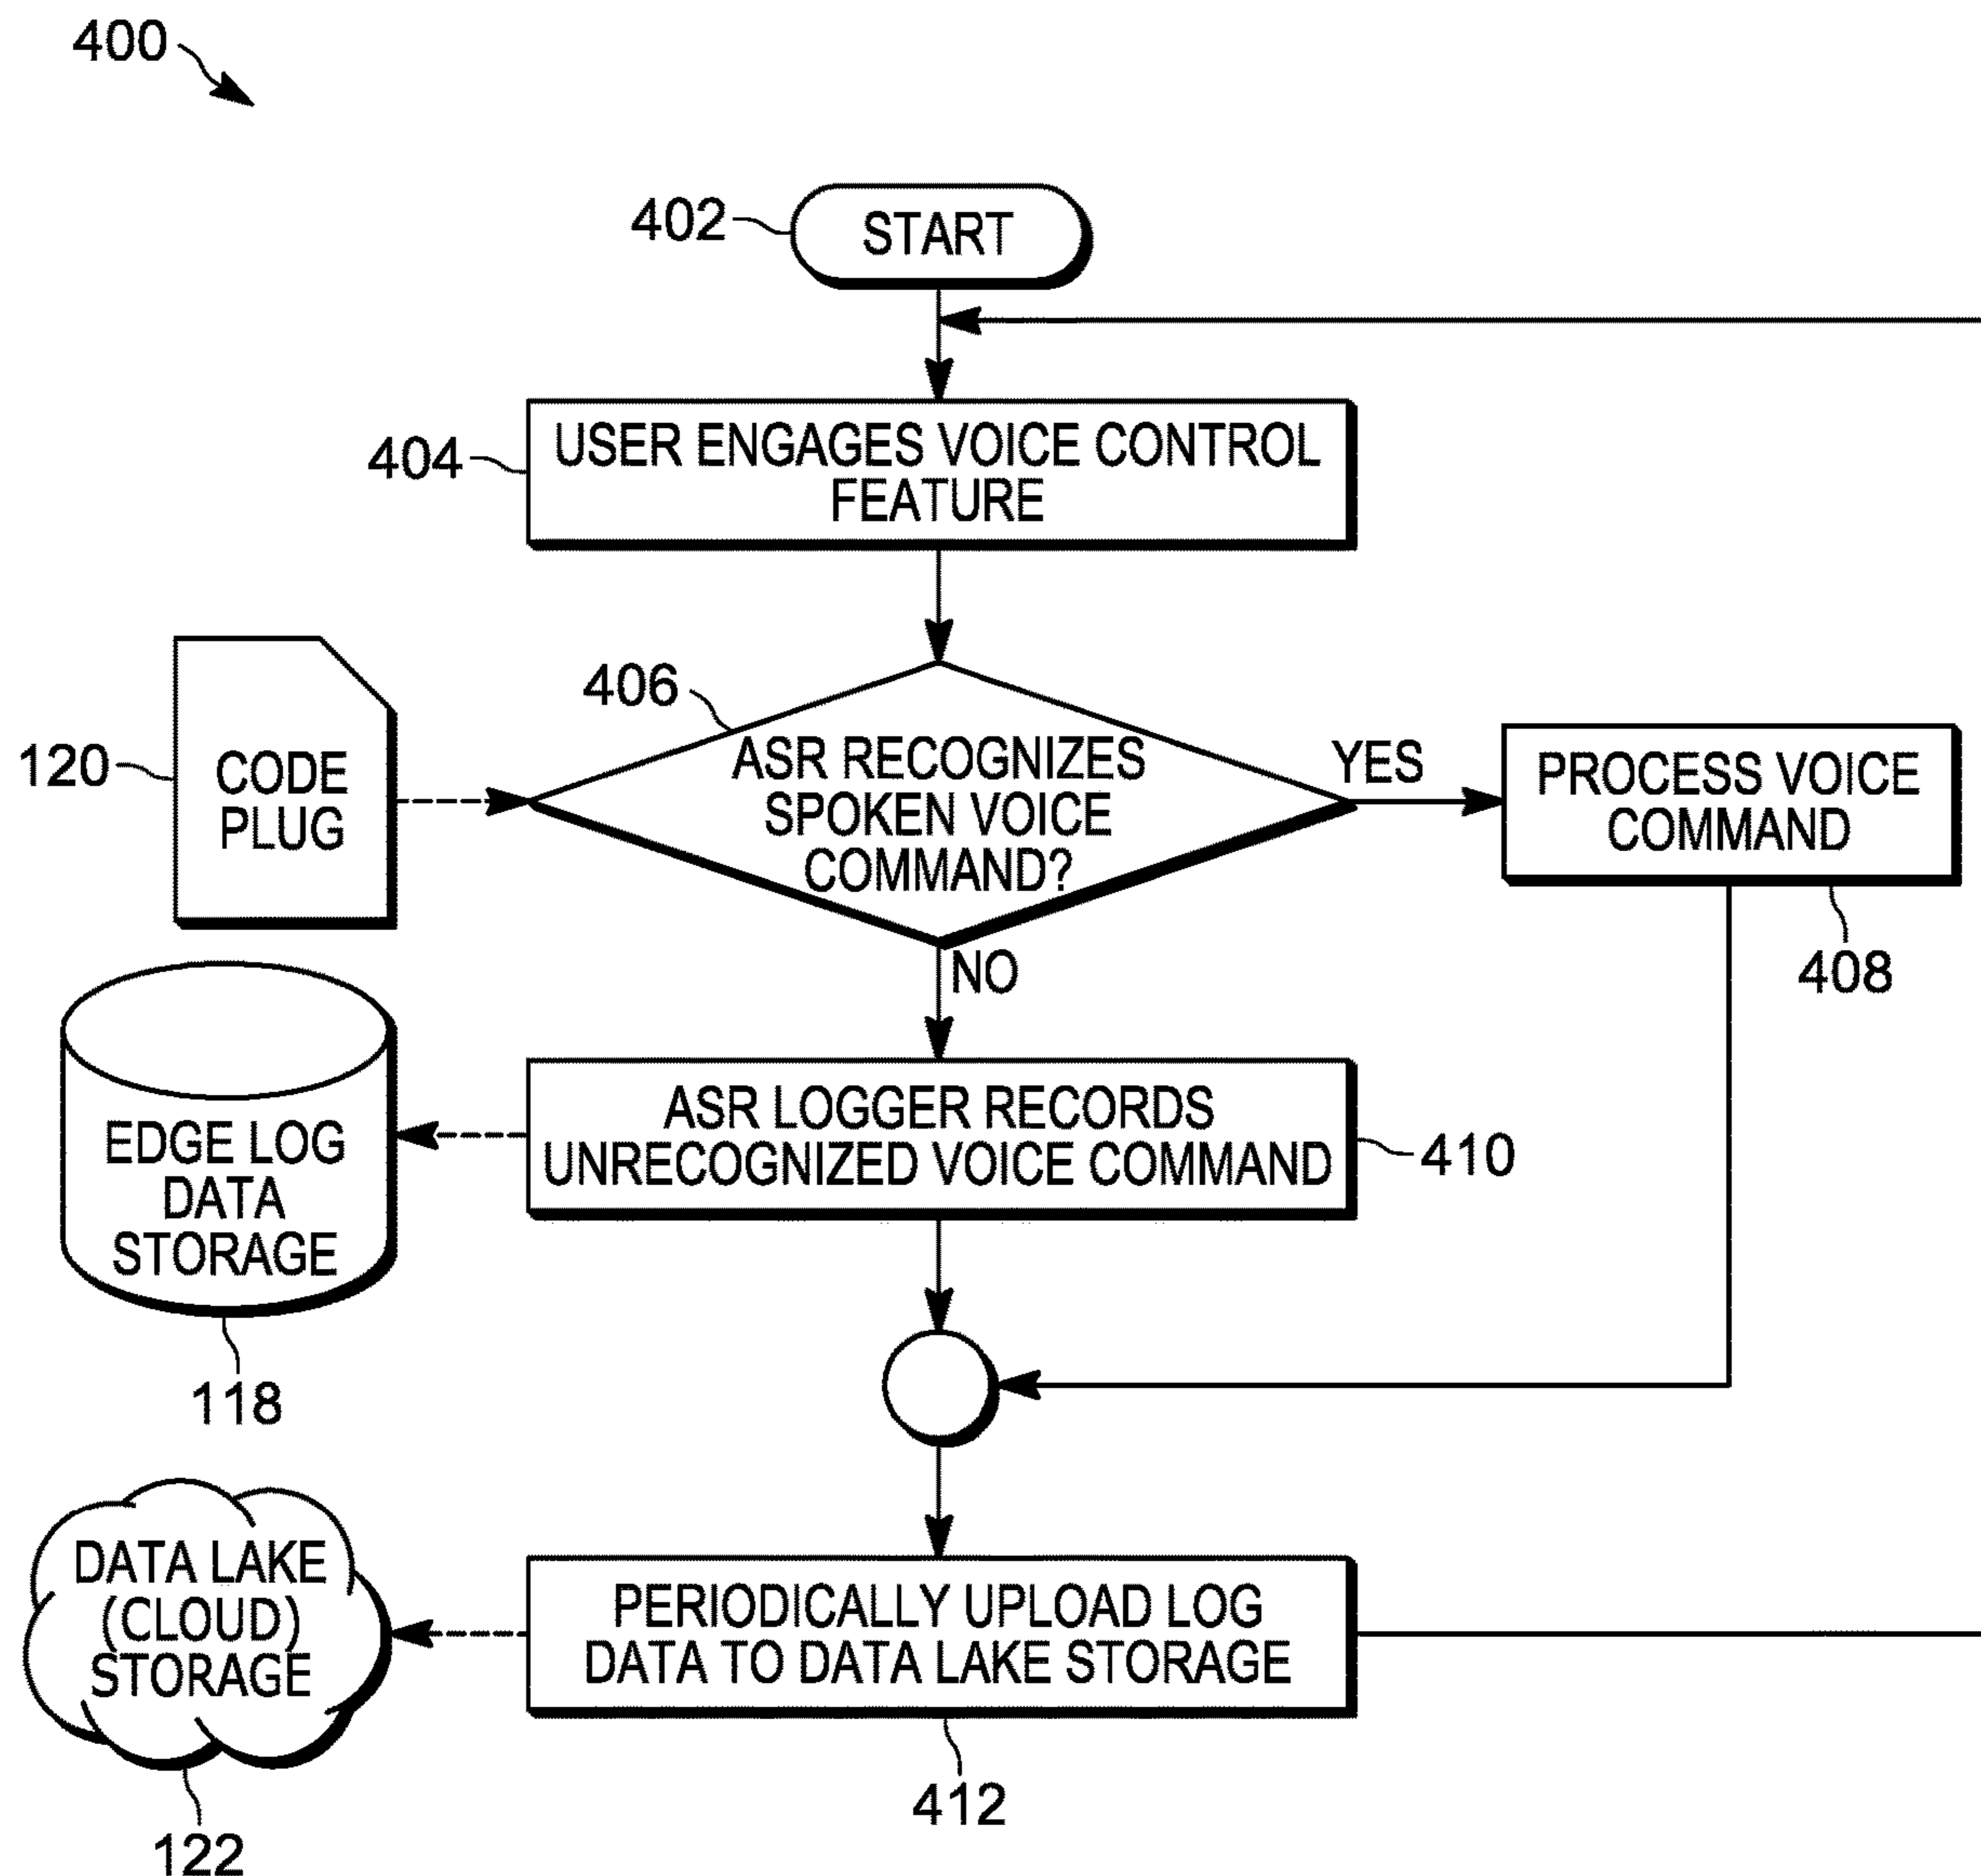 400
402
START
404
USER ENGAGES VOICE CONTROL
FEATURE
406
120
CODE
PLUG
ASR RECOGNIZES
SPOKEN VOICE
COMMAND?
YES
PROCESS VOICE
COMMAND
408
NO
EDGE LOG
DATA
STORAGE
118
ASR LOGGER RECORDS
UNRECOGNIZED VOICE COMMAND
410
DATA LAKE
(CLOUD)
STORAGE
122
PERIODICALLY UPLOAD LOG
DATA TO DATA LAKE STORAGE
412